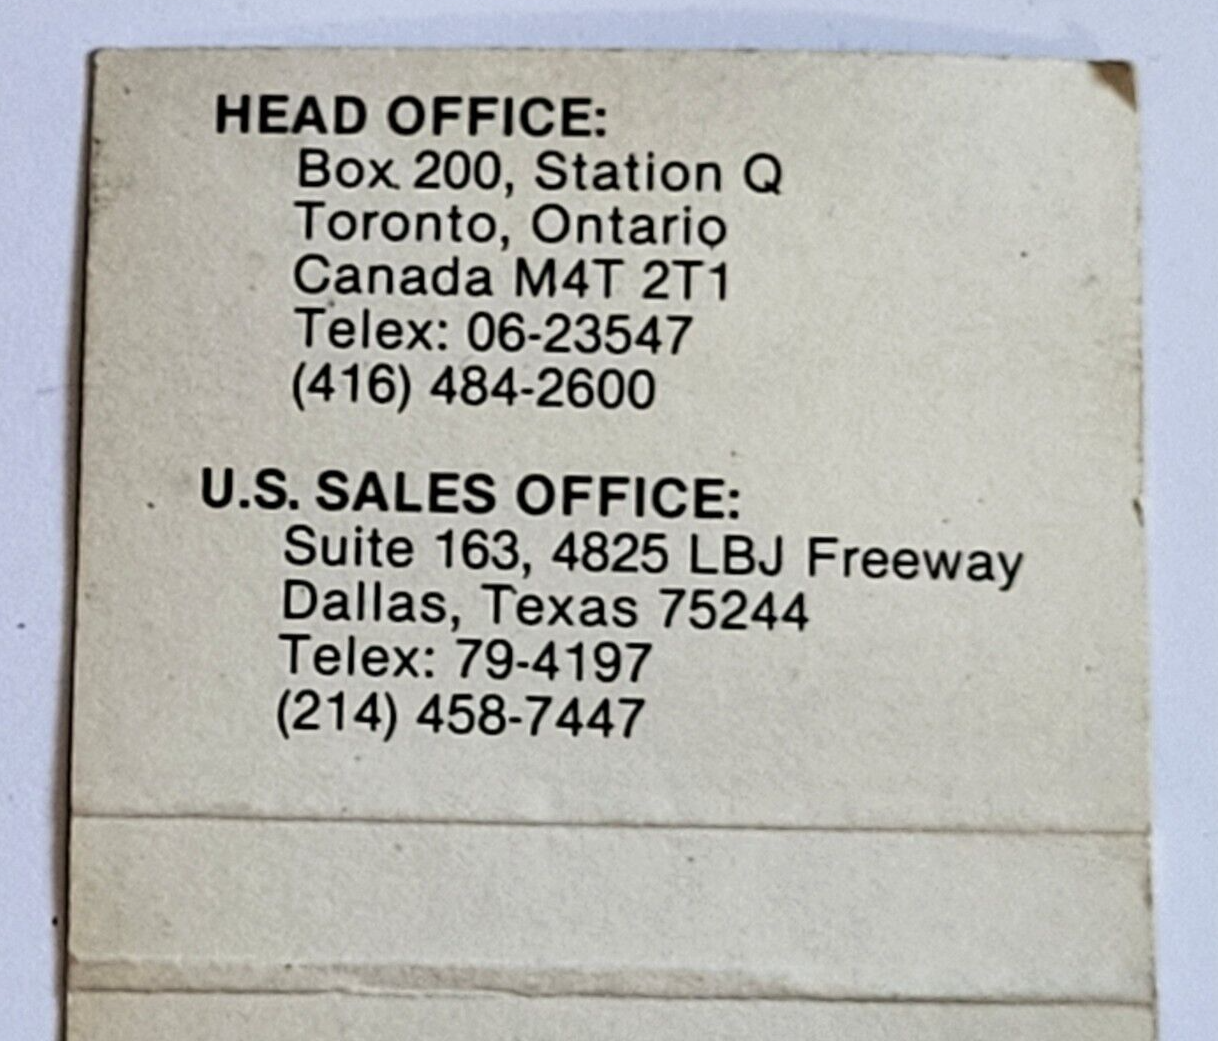 HEAD OFFICE:
Box 200, Station Q
Toronto, Ontario
Canada M4T 2T1
Telex: 06-23547
(416) 484-2600
U.S. SALES OFFICE:
Suite 163, 4825 LBJ Freeway
Dallas, Texas 75244
Telex: 79-4197
(214) 458-7447